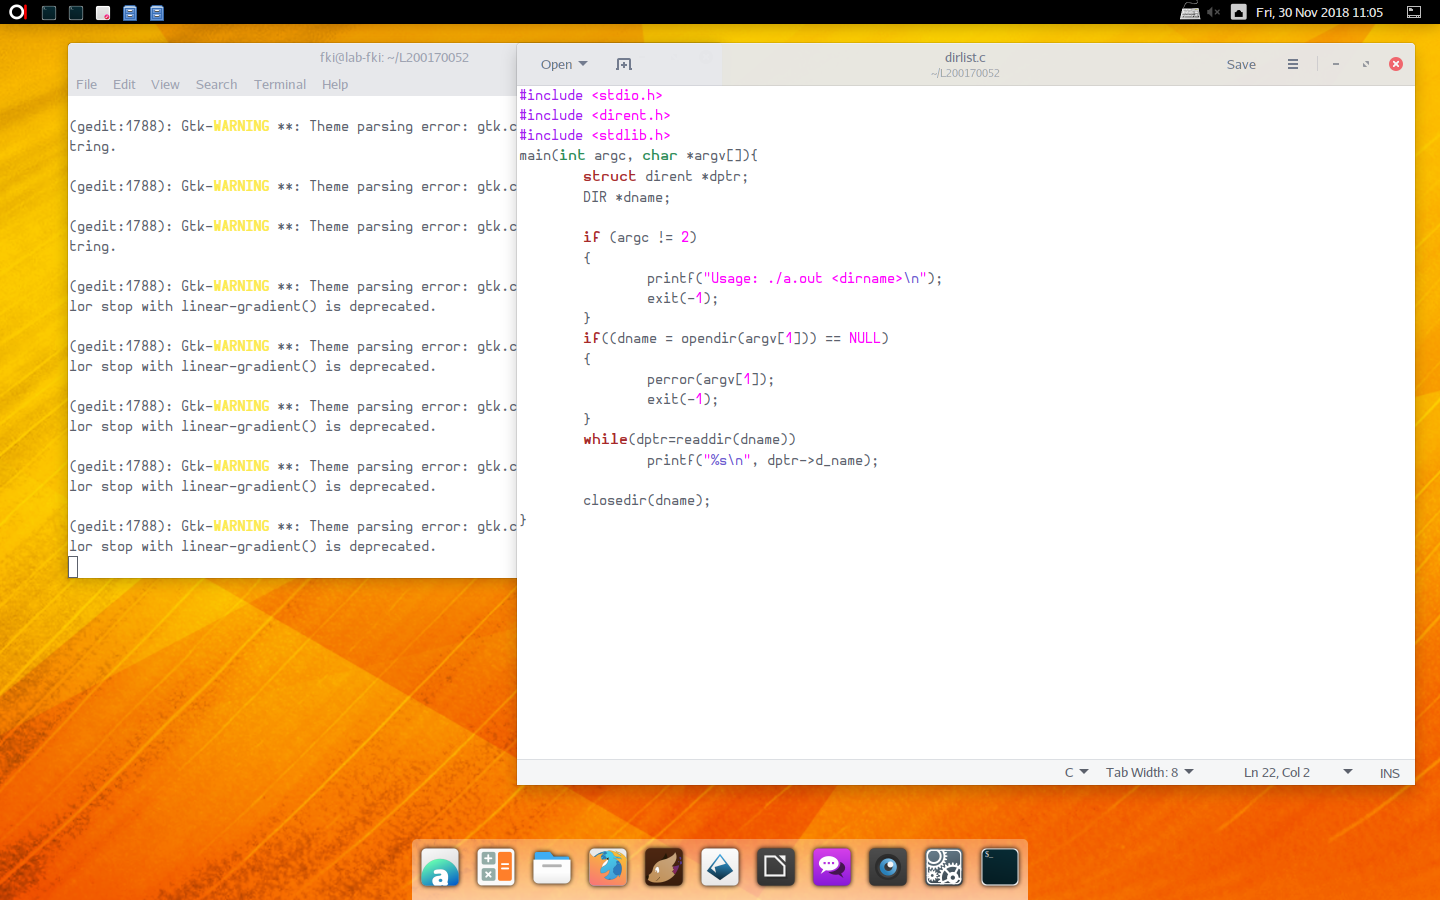 Fri, 30 Nov 2018 11:05
fki@lab-fki: ~/L200170052
File Edit View Search Terminal Help
(gedit:1788): Gtk-WARNING **: Theme parsing error: gtk.c
tring.
(gedit:1788): Gtk-WARNING **: Theme parsing error: gtk.c
(gedit:1788): Gtk-WARNING **: Theme parsing error: gtk.c
tring.
(gedit:1788): Gtk-WARNING **: Theme parsing error: gtk.c
lor stop with linear-gradient() is deprecated.
(gedit:1788): Gtk-WARNING **: Theme parsing error: gtk.c
lor stop with linear-gradient() is deprecated.
(gedit:1788): Gtk-WARNING **: Theme parsing error: gtk.c
lor stop with linear-gradient() is deprecated.
(gedit:1788): Gtk-WARNING **: Theme parsing error: gtk.c
lor stop with linear-gradient() is deprecated.
(gedit:1788): Gtk-WARNING **: Theme parsing error: gtk.c
lor stop with linear-gradient() is deprecated.
Open
dirlist.c
~/L200170052
Save
#include <stdio.h>
#include <dirent.h>
#include <stdlib.h>
main(int argc, char *argv[]){
struct dirent *dptr;
DIR *dname;
if (argc != 2)
{
printf("Usage: ./a.out <dirname>\n");
exit(-1);
}
if((dname = opendir(argv[1])) == NULL)
{
perror(argv[1]);
exit(-1);
}
while(dptr=readdir(dname))
printf("%s\n", dptr->d_name);
closedir(dname);
}
C Tab Width: 8 Ln 22, Col 2 INS